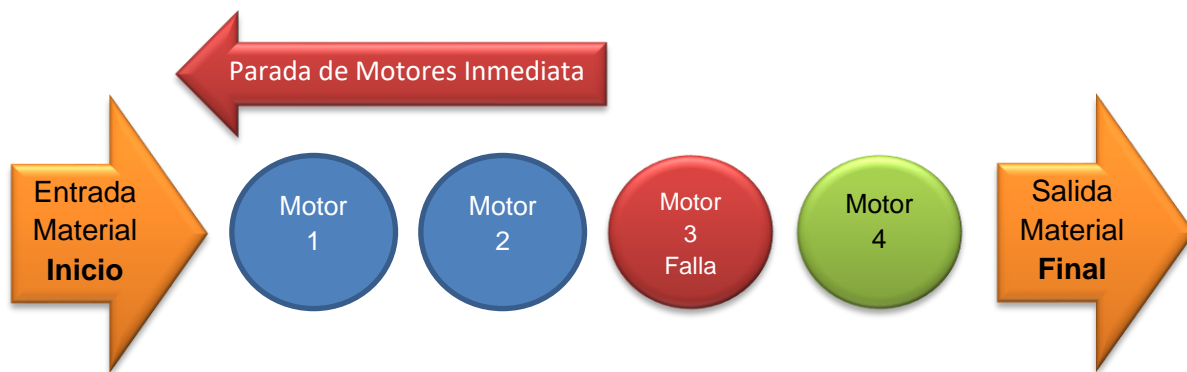 Parada de Motores Inmediata
Entrada
Material
Inicio
Motor
1
Motor
2
Motor
3
Falla
Motor
4
Salida
Material
Final